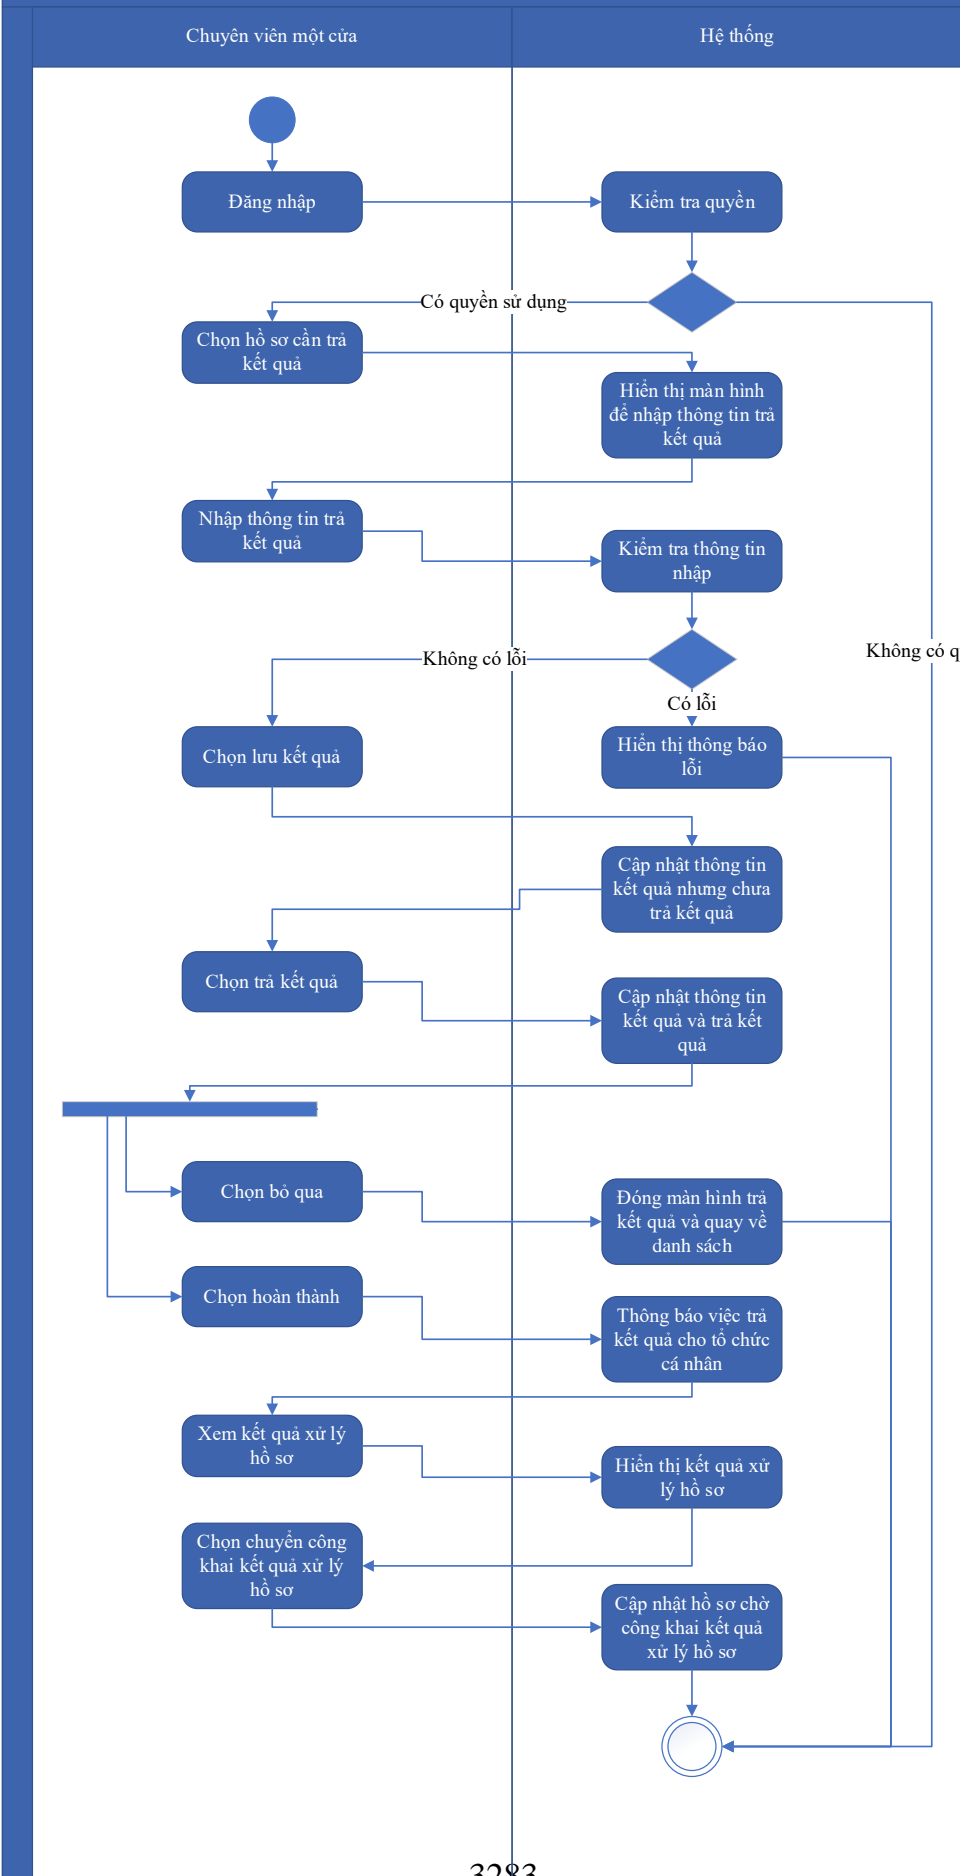 Chuyên viên một cửa
Hệ thống
Đăng nhập
Kiểm tra quyền
Có quyền sử dụng
Chọn hồ sơ cần trả
kết quả
Hiển thị màn hình
để nhập thông tin trả
kết quả
Nhập thông tin trả
kết quả
Kiểm tra thông tin
nhập
Không có q
Không có lỗi
Có lỗi
Chọn lưu kết quả
Hiển thị thông báo
lỗi
Cập nhật thông tin
kết quả nhưng chưa
trả kết quả
Chọn trả kết quả
Cập nhật thông tin
kết quả và trả kết
quả
Chọn bỏ qua
Đóng màn hình trả
kết quả và quay về
danh sách
Chọn hoàn thành
Thông báo việc trả
kết quả cho tổ chức
cá nhân
Xem kết quả xử lý
hồ sơ
Hiển thị kết quả xử
lý hồ sơ
Chọn chuyển công
khai kết quả xử lý
hồ sơ
Cập nhật hồ sơ chờ
công khai kết quả
xử lý hồ sơ
3283